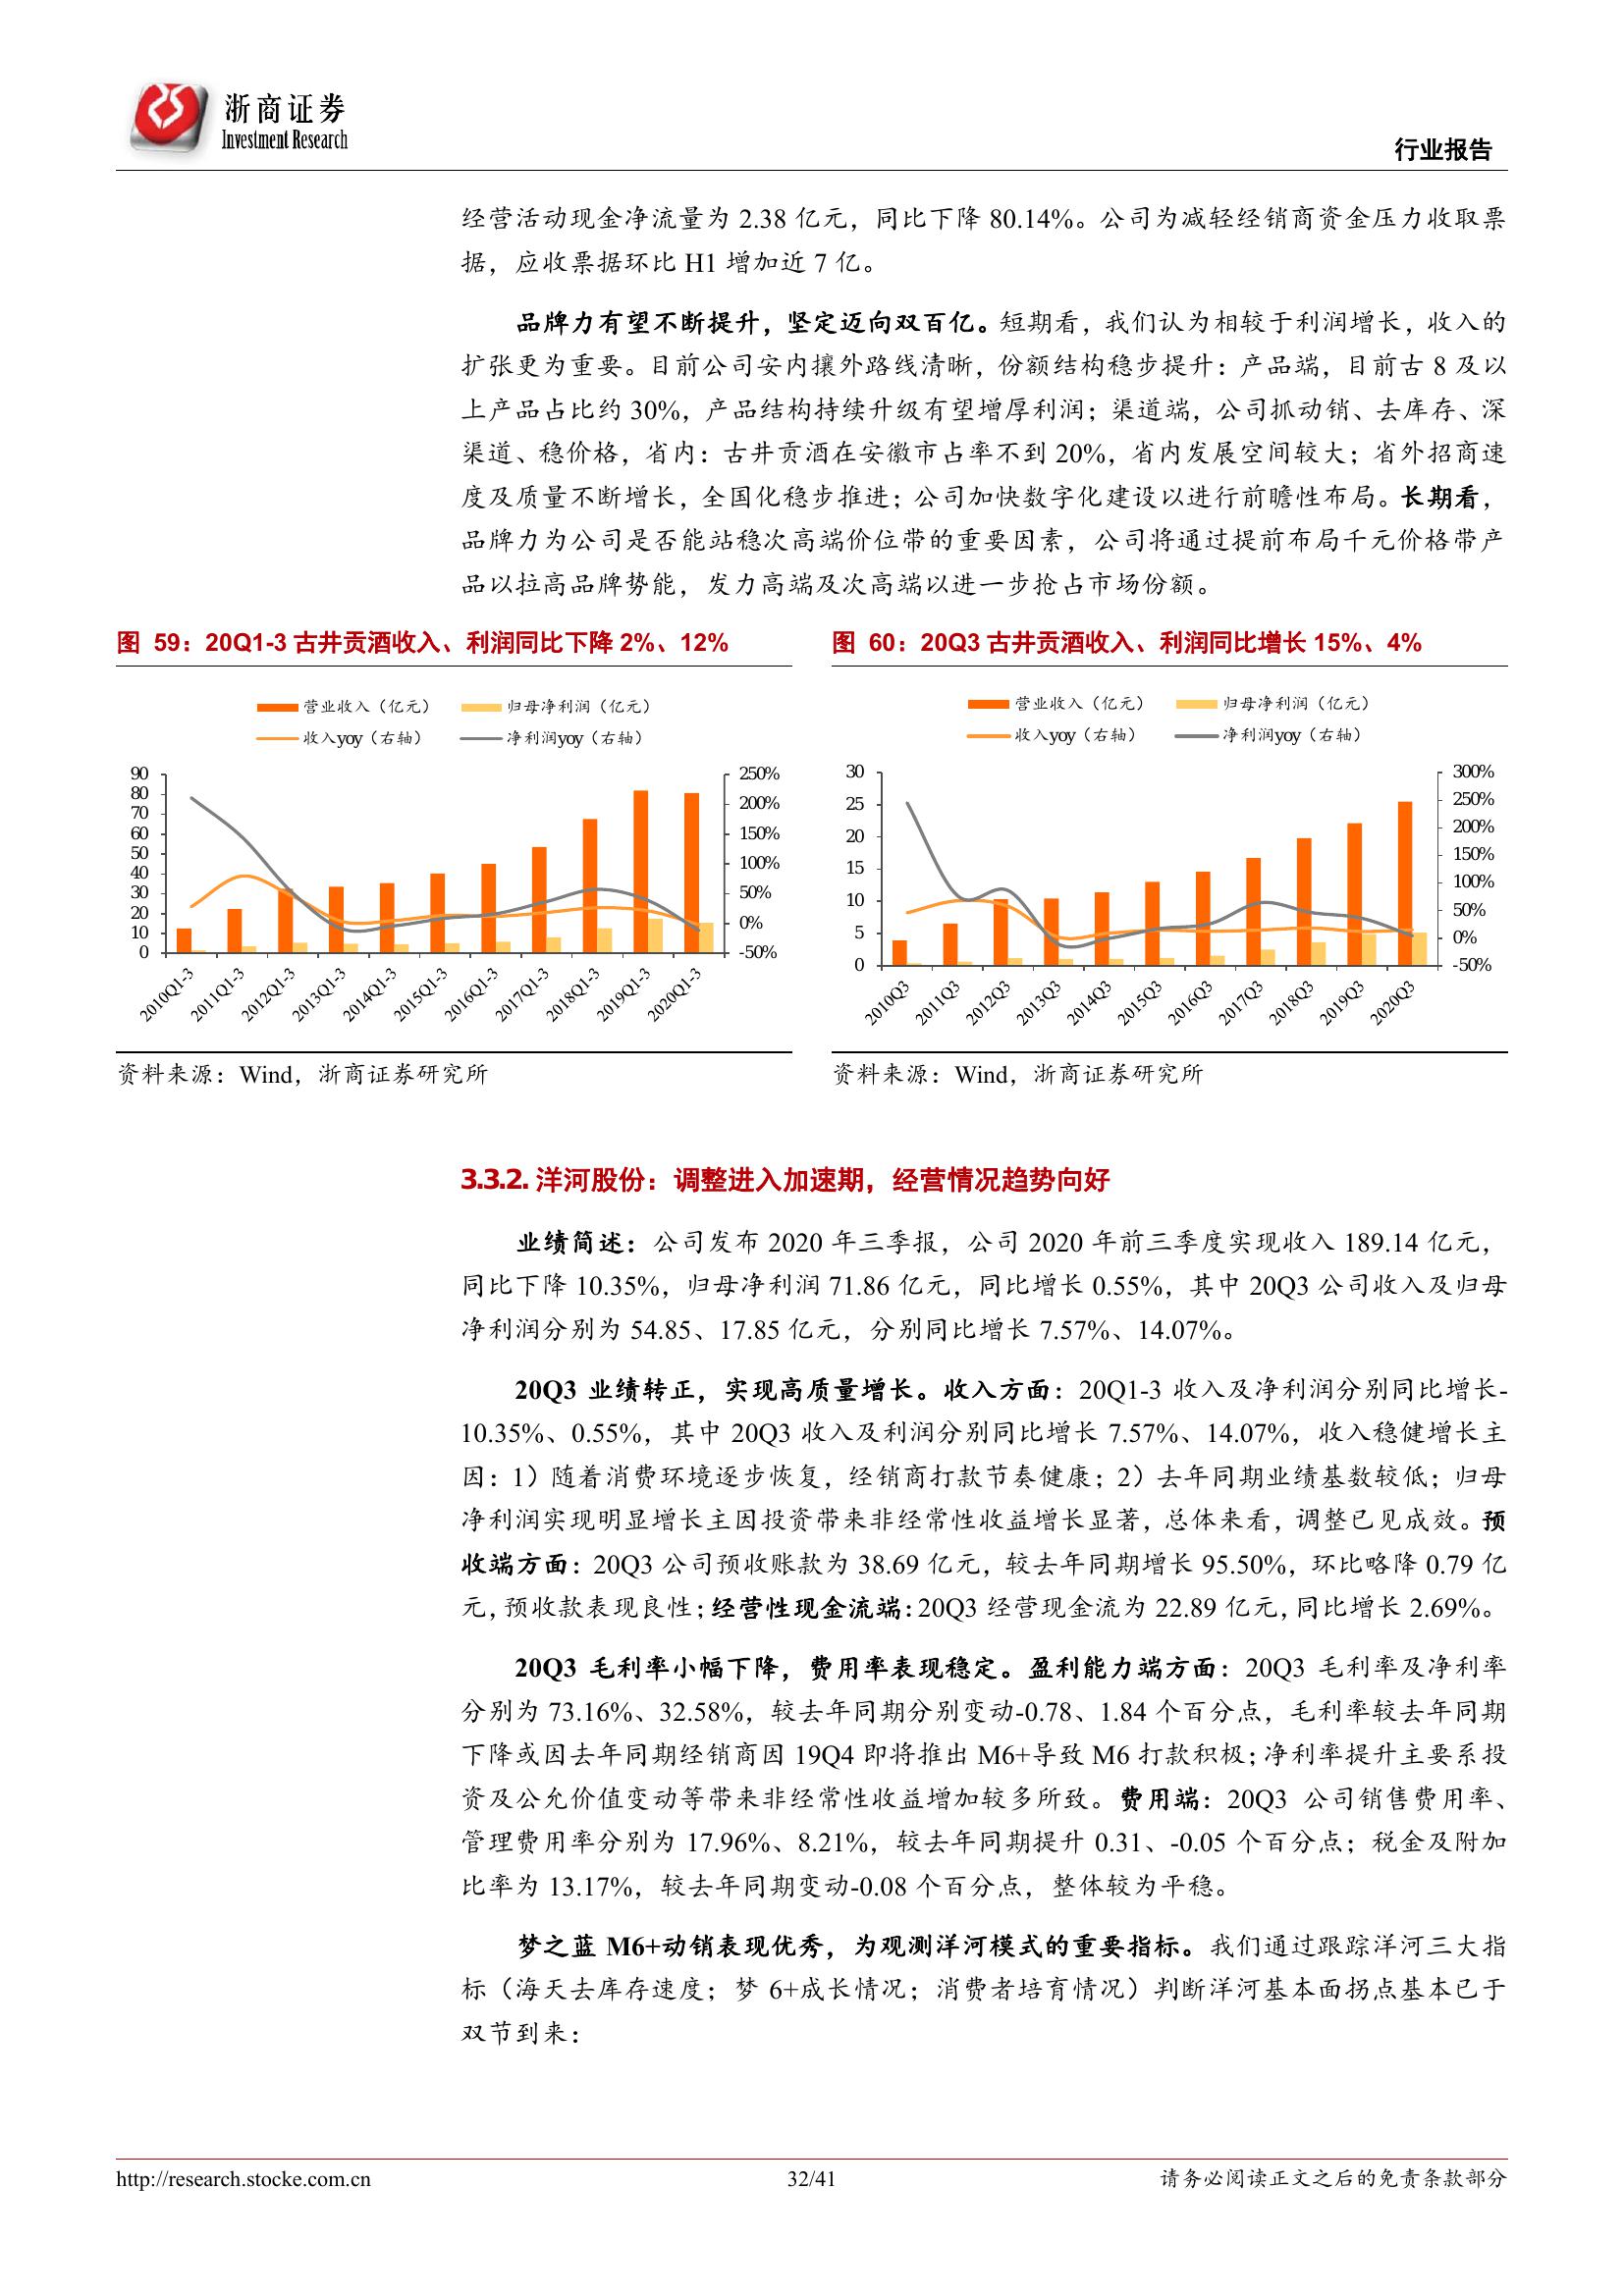 浙商证券
Investment Research
行业报告
经营活动现金净流量为 2.38 亿元，同比下降 80.14%。公司为减轻经销商资金压力收取票
据，应收票据环比 H1 增加近 7 亿。
品牌力有望不断提升，坚定迈向双百亿。短期看，我们认为相较于利润增长，收入的
扩张更为重要。目前公司安内攘外路线清晰，份额结构稳步提升：产品端，目前古 8 及以
上产品占比约 30%，产品结构持续升级有望增厚利润；渠道端，公司抓动销、去库存、深
渠道、稳价格，省内：古井贡酒在安徽市占率不到 20%，省内发展空间较大；省外招商速
度及质量不断增长，全国化稳步推进；公司加快数字化建设以进行前瞻性布局。长期看，
品牌力为公司是否能站稳次高端价位带的重要因素，公司将通过提前布局千元价格带产
品以拉高品牌势能，发力高端及次高端以进一步抢占市场份额。
图 59：20Q1-3 古井贡酒收入、利润同比下降 2%、12%
营业收入（亿元）
归母净利润（亿元）
收入yoy（右轴）
净利润yoy（右轴）
90
80
70
60
50
40
30
20
10
0
250%
200%
150%
100%
50%
0%
-50%
2010Q1-3
2011Q1-3
2012Q1-3
2013Q1-3
2014Q1-3
2015Q1-3
2016Q1-3
2017Q1-3
2018Q1-3
2019Q1-3
2020Q1-3
资料来源：Wind，浙商证券研究所
图 60：20Q3 古井贡酒收入、利润同比增长 15%、4%
营业收入（亿元）
归母净利润（亿元）
收入yoy（右轴）
净利润yoy（右轴）
30
25
20
15
10
5
0
300%
250%
200%
150%
100%
50%
0%
-50%
2010Q3
2011Q3
2012Q3
2013Q3
2014Q3
2015Q3
2016Q3
2017Q3
2018Q3
2019Q3
2020Q3
资料来源：Wind，浙商证券研究所
3.3.2. 洋河股份：调整进入加速期，经营情况趋势向好
业绩简述：公司发布 2020 年三季报，公司 2020 年前三季度实现收入 189.14 亿元，
同比下降 10.35%，归母净利润 71.86 亿元，同比增长 0.55%，其中 20Q3 公司收入及归母
净利润分别为 54.85、17.85 亿元，分别同比增长 7.57%、14.07%。
20Q3 业绩转正，实现高质量增长。收入方面：20Q1-3 收入及净利润分别同比增长-
10.35%、0.55%，其中 20Q3 收入及利润分别同比增长 7.57%、14.07%，收入稳健增长主
因：1）随着消费环境逐步恢复，经销商打款节奏健康；2）去年同期业绩基数较低；归母
净利润实现明显增长主因投资带来非经常性收益增长显著，总体来看，调整已见成效。预
收端方面：20Q3 公司预收账款为 38.69 亿元，较去年同期增长 95.50%，环比略降 0.79 亿
元，预收款表现良性；经营性现金流端：20Q3 经营现金流为 22.89 亿元，同比增长 2.69%。
20Q3 毛利率小幅下降，费用率表现稳定。盈利能力端方面：20Q3 毛利率及净利率
分别为 73.16%、32.58%，较去年同期分别变动-0.78、1.84 个百分点，毛利率较去年同期
下降或因去年同期经销商因 19Q4 即将推出 M6+导致 M6 打款积极；净利率提升主要系投
资及公允价值变动等带来非经常性收益增加较多所致。费用端：20Q3 公司销售费用率、
管理费用率分别为 17.96%、8.21%，较去年同期提升 0.31、-0.05 个百分点；税金及附加
比率为 13.17%，较去年同期变动-0.08 个百分点，整体较为平稳。
梦之蓝 M6+动销表现优秀，为观测洋河模式的重要指标。我们通过跟踪洋河三大指
标（海天去库存速度；梦 6+成长情况；消费者培育情况）判断洋河基本面拐点基本已于
双节到来：
http://research.stocke.com.cn
32/41
请务必阅读正文之后的免责条款部分